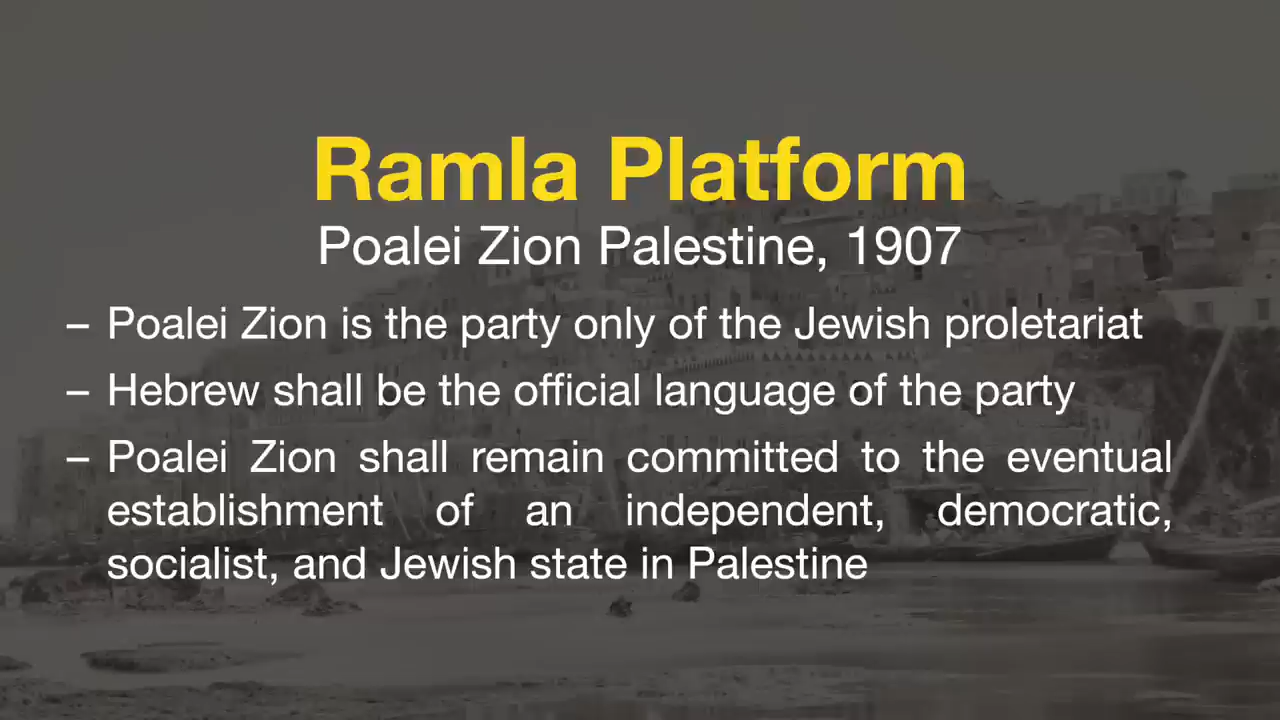 Ramla Platform
Poalei Zion Palestine, 1907
– Poalei Zion is the party only of the Jewish proletariat
– Hebrew shall be the official language of the party
– Poalei Zion shall remain committed to the eventual
establishment of an independent, democratic,
socialist, and Jewish state in Palestine